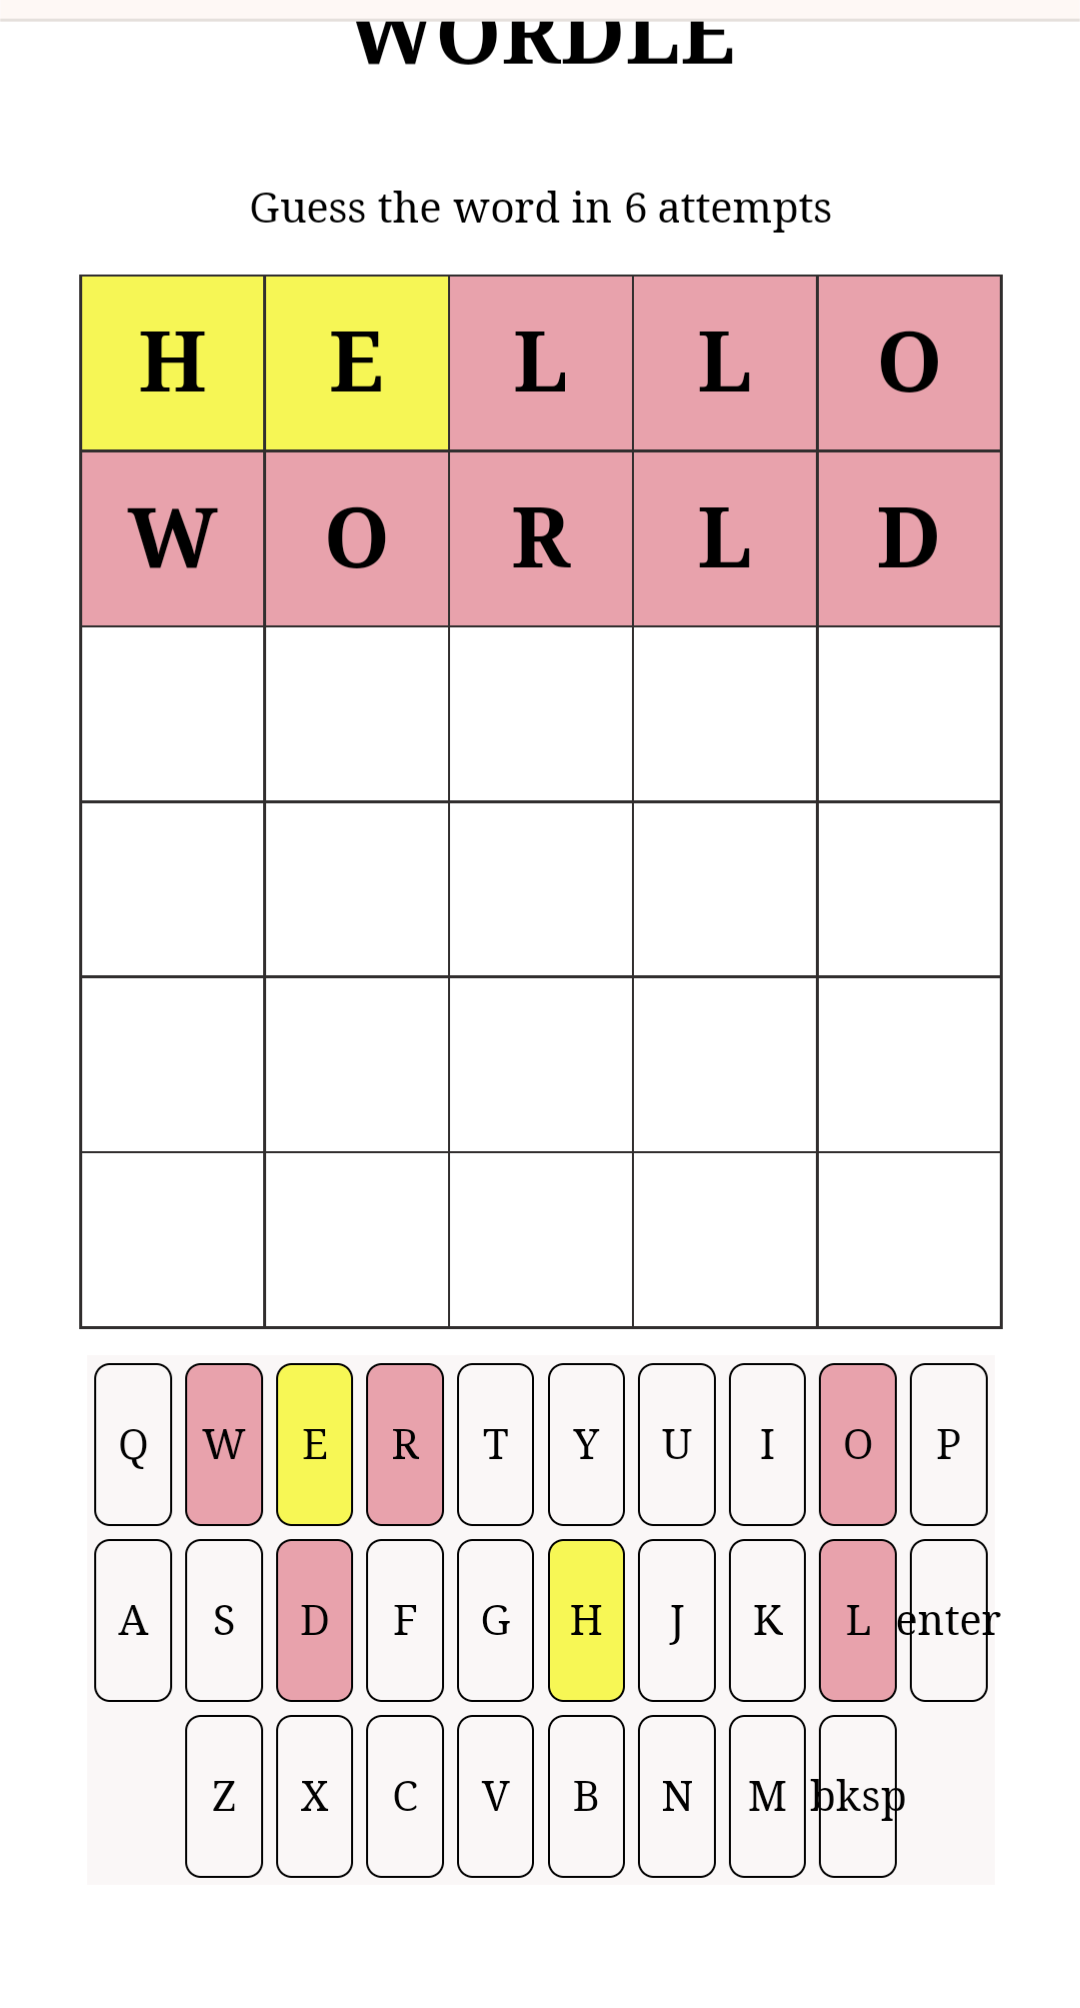 WORDLE
Guess the word in 6 attempts
H E L L O
W O R L D
Q W E R T Y U I O P
A S D F G H J K L enter
Z X C V B N M bksp